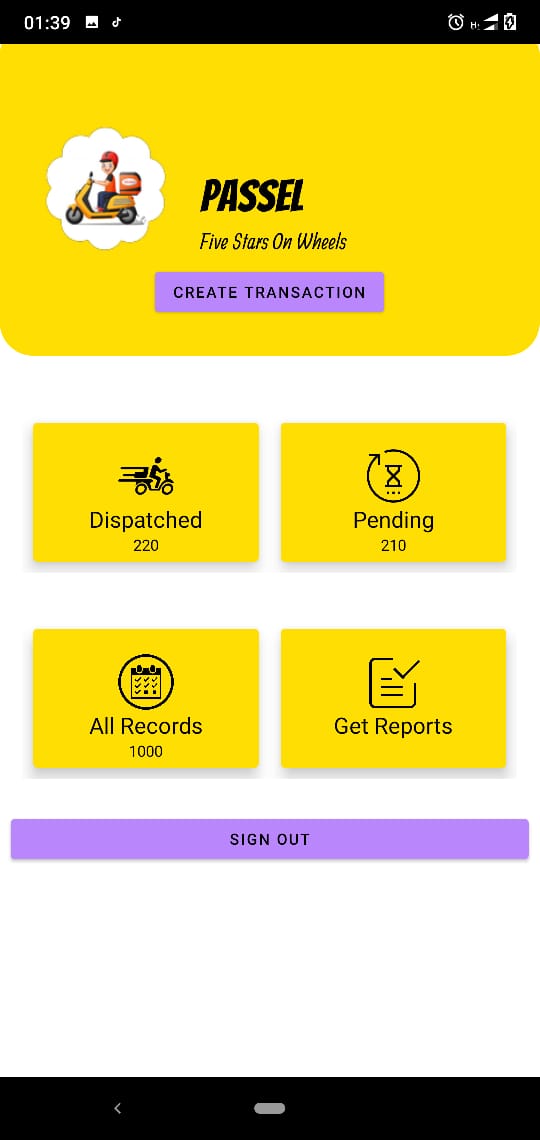 01:39
PASSEL
Five Stars On Wheels
CREATE TRANSACTION
Dispatched
220
Pending
210
All Records
1000
Get Reports
SIGN OUT